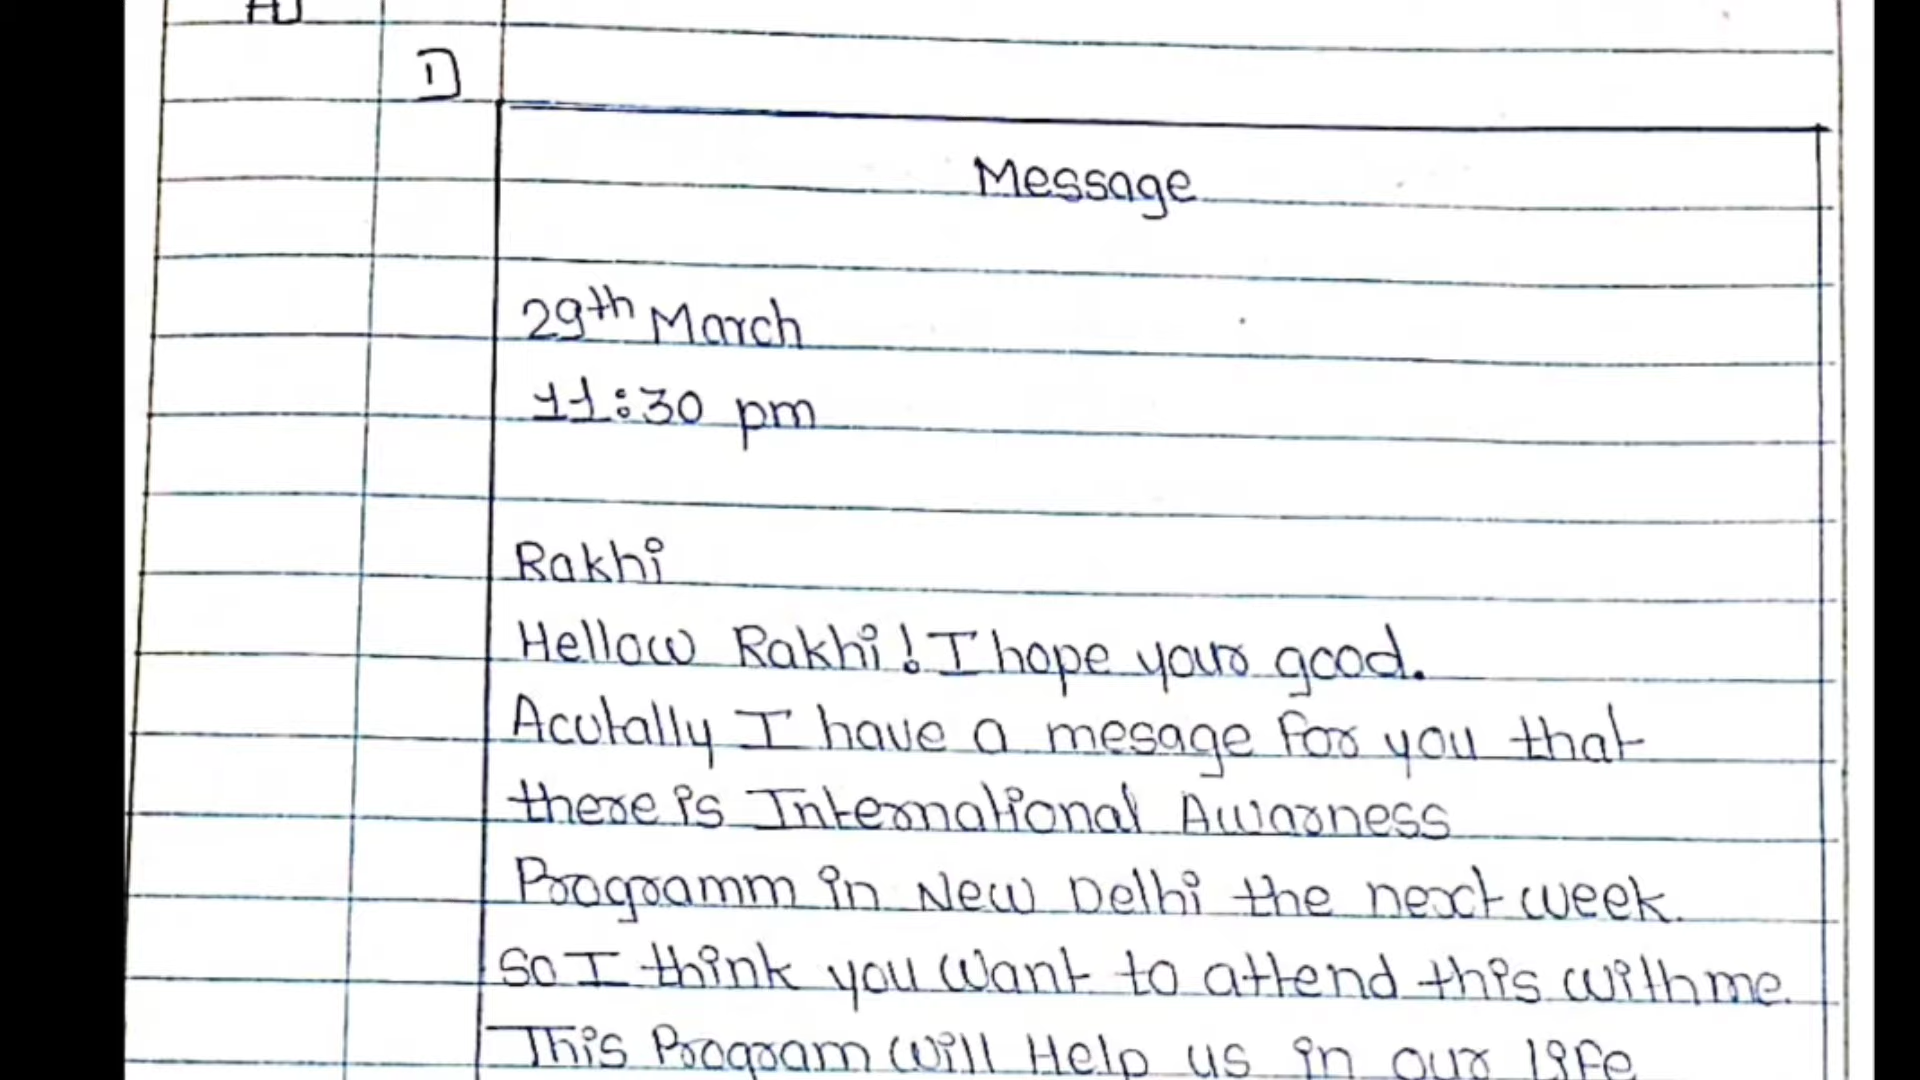 A]
1]
Message
29th March
11:30 pm
Rakhi
Hellow Rakhi! I hope your good.
Acutally I have a mesage for you that
there is International Awarness
Programm in New Delhi the next week.
So I think you want to attend this with me.
This Program will Help us in our life